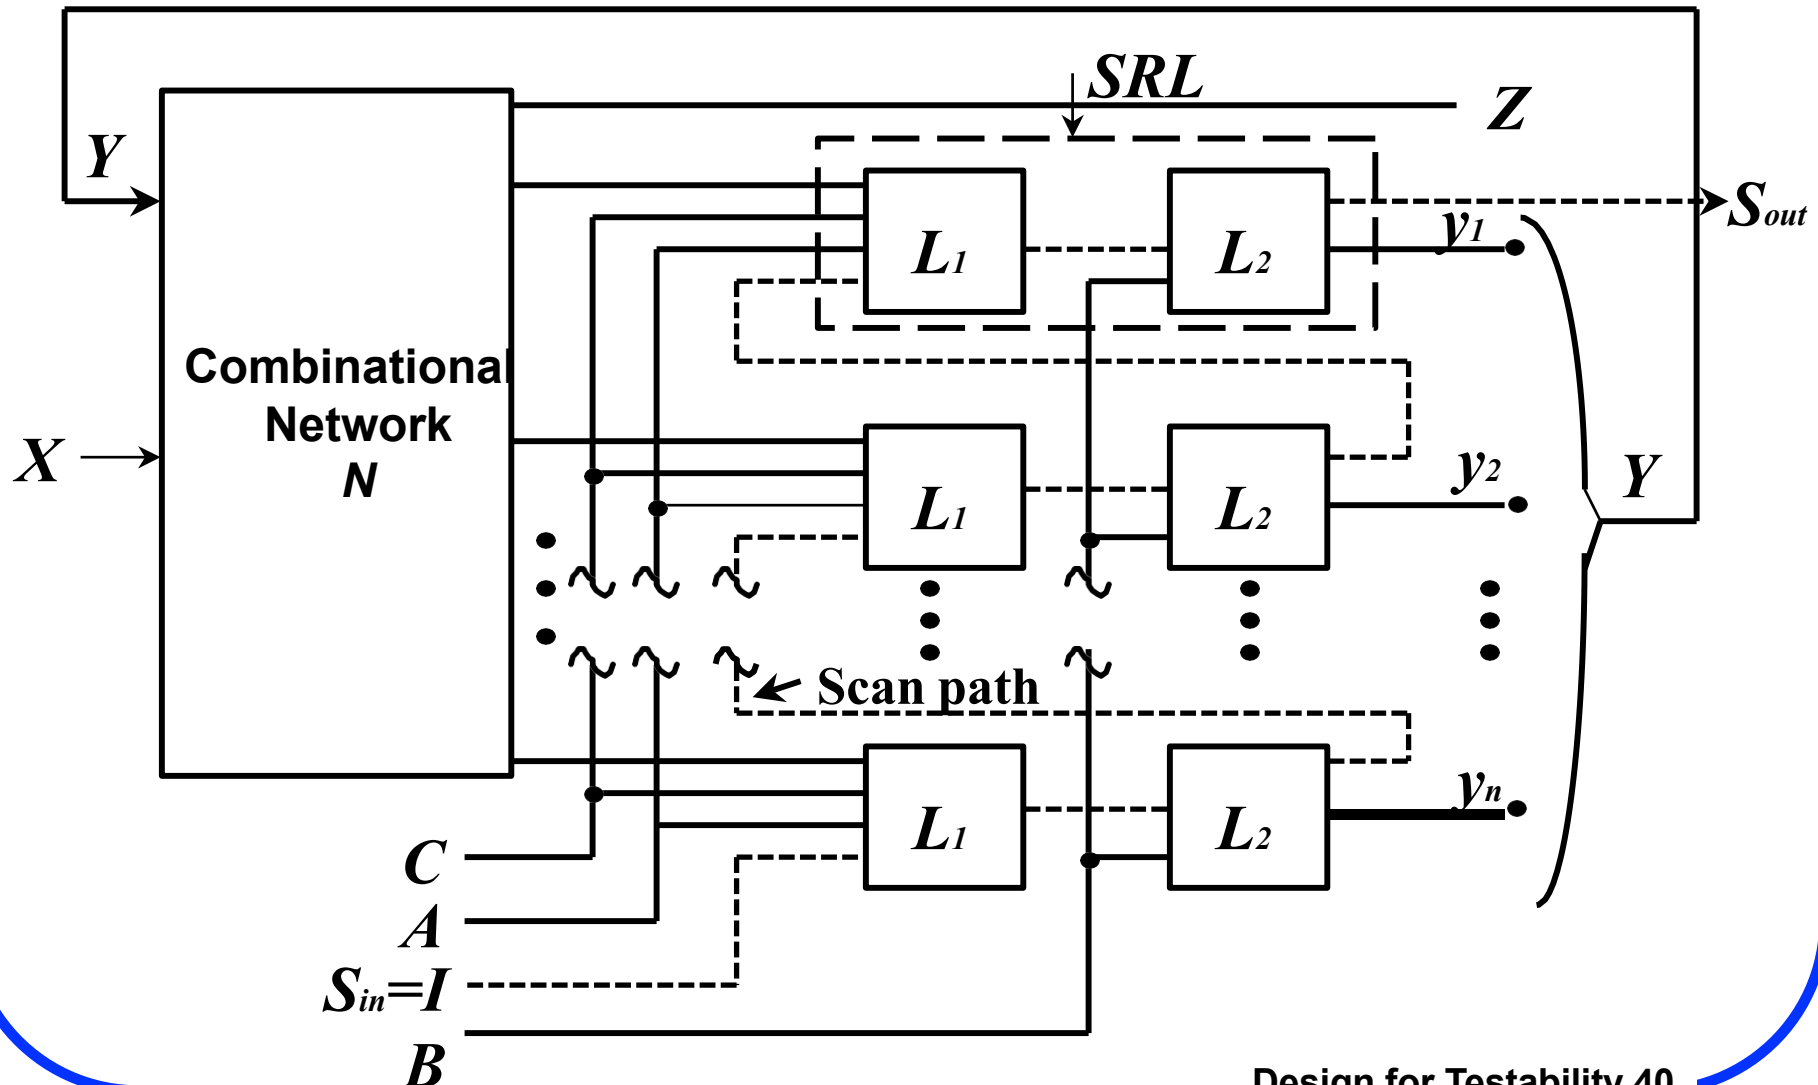 SRL
Z
Y
Sout
y1
L1
L2
Combinational
Network
N
X
y2
Y
L1
L2
Scan path
yn
L1
L2
C
A
Sin=I
B
Design for Testability 40